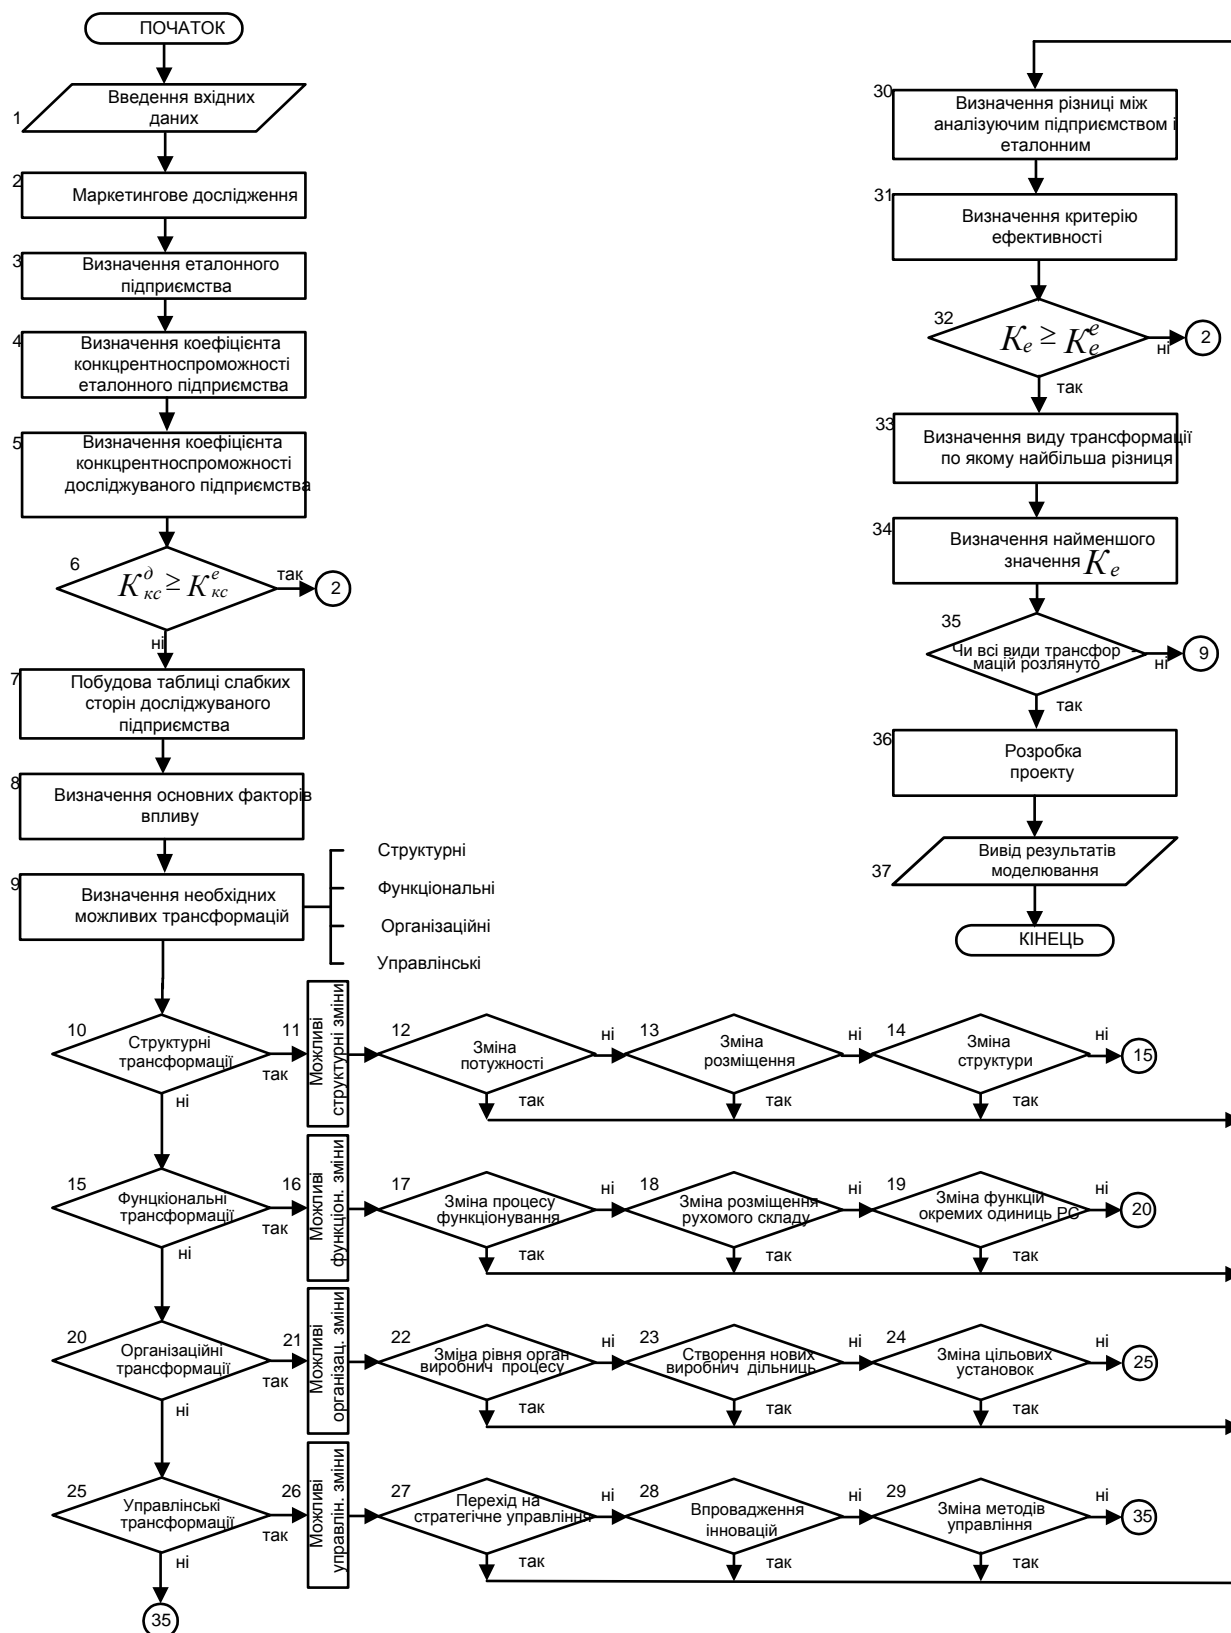 ПОЧАТОК
1
Введення вхідних
даних
2
Маркетингове дослідження
3
Визначення еталонного
підприємства
4
Визначення коефіцієнта
конкцрентноспроможності
еталонного підприємства
5
Визначення коефіцієнта
конкцрентноспроможності
досліджуваного підприємства
6
K кс д ≥ K кс е
так
2
ні
7
Побудова таблиці слабких
сторін досліджуваного
підприємства
8
Визначення основних факторів
впливу
9
Визначення необхідних
можливих трансформацій
Структурні
Функціональні
Організаційні
Управлінські
30
Визначення різниці між
аналізуючим підприємством і
еталонним
31
Визначення критерію
ефективності
32
K е ≥ K е е
ні
2
так
33
Визначення виду трансформації
по якому найбільша різниця
34
Визначення найменшого
значення K е
35
Чи всі види трансфор -
мацій розлянуто
ні
9
так
36
Розробка
проекту
37
Вивід результатів
моделювання
КІНЕЦЬ
10
Структурні
трансформації
так
ні
11
Можливі
структурні зміни
12
Зміна
потужності
ні
так
13
Зміна
розміщення
ні
так
14
Зміна
структури
ні
так
15
15
Фунцкіональні
трансформації
так
ні
16
Можливі
функціон. зміни
17
Зміна процесу
функціонування
ні
так
18
Зміна розміщення
рухомого складу
ні
так
19
Зміна функцій
окремих одиниць РС
ні
так
20
20
Організаційні
трансформації
так
ні
21
Можливі
організац. зміни
22
Зміна рівня орган
виробнич процесу
ні
так
23
Створення нових
виробнич дільниць
ні
так
24
Зміна цільових
установок
ні
так
25
25
Управлінські
трансформації
так
ні
26
Можливі
управлін. зміни
27
Перехід на
стратегічне управління
ні
так
28
Впровадження
інновацій
ні
так
29
Зміна методів
управління
ні
так
35
35